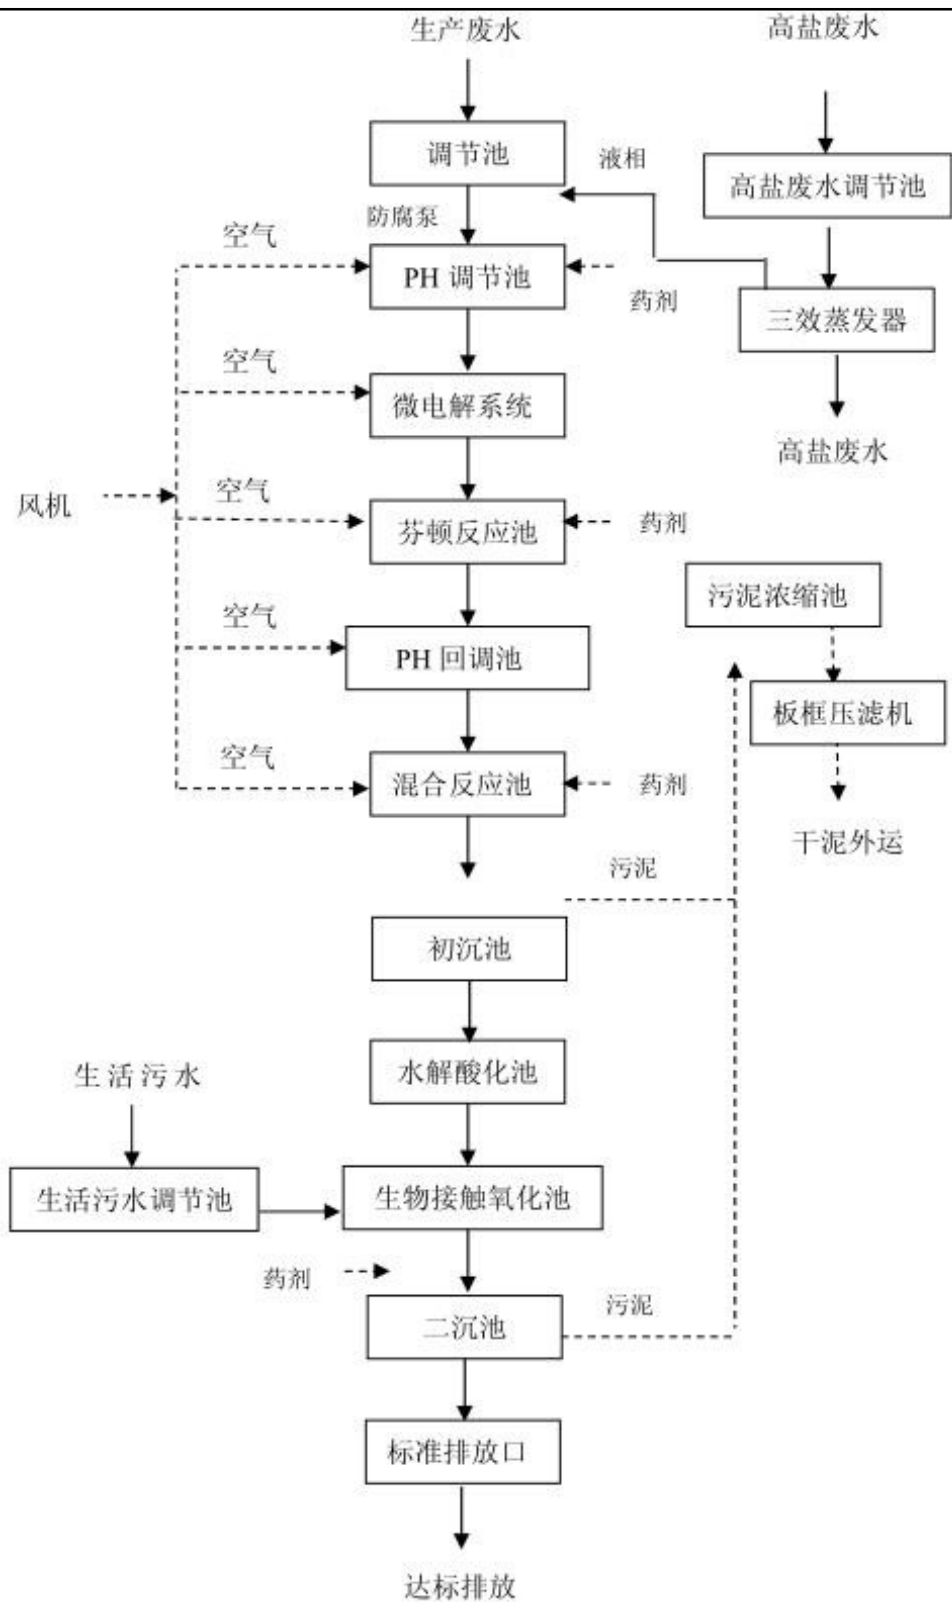 生产废水
高盐废水
调节池
液相
高盐废水调节池
防腐泵
空气
PH 调节池
药剂
三效蒸发器
空气
微电解系统
高盐废水
风机
空气
芬顿反应池
药剂
污泥浓缩池
空气
PH 回调池
板框压滤机
空气
混合反应池
药剂
干泥外运
污泥
初沉池
生活污水
水解酸化池
生活污水调节池
生物接触氧化池
药剂
二沉池
污泥
标准排放口
达标排放